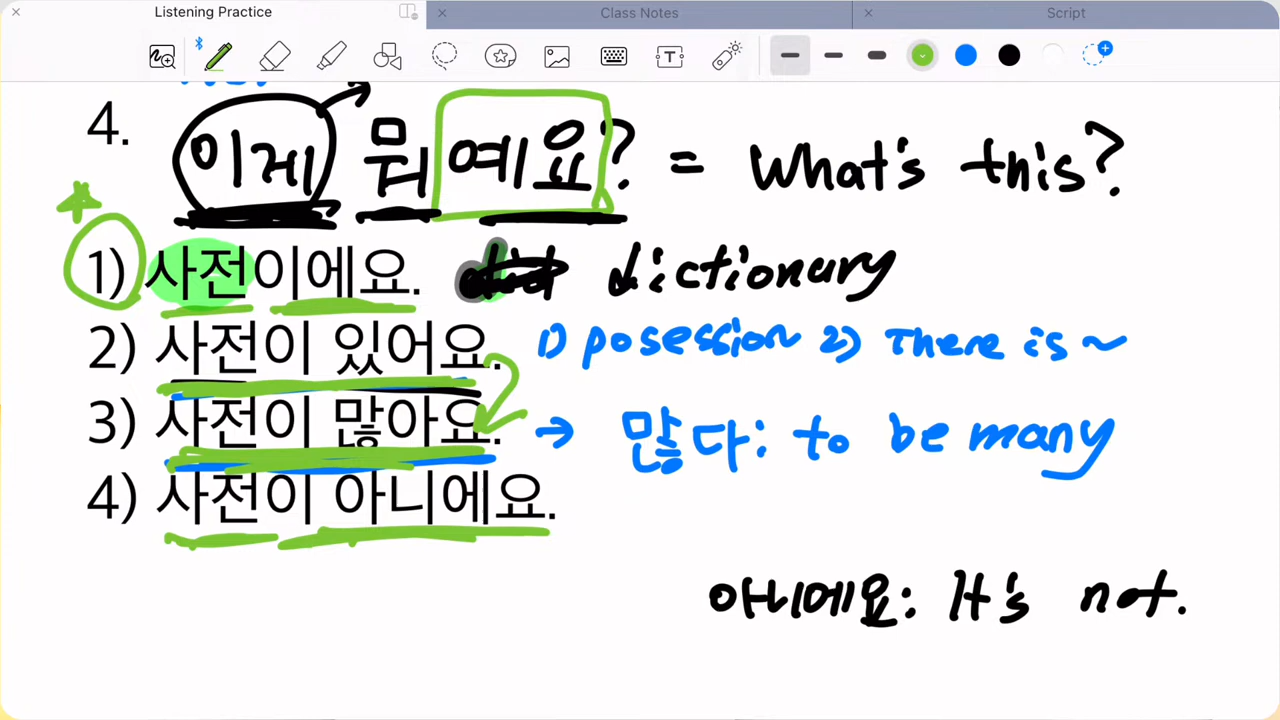 Listening Practice
Class Notes
Script
4. 이게 뭐예요? = What's this?
1) 사전이에요. dictionary
2) 사전이 있어요. 1) posession 2) There is ~
3) 사전이 많아요. → 많다: to be many
4) 사전이 아니에요.
아니에요: It's not.